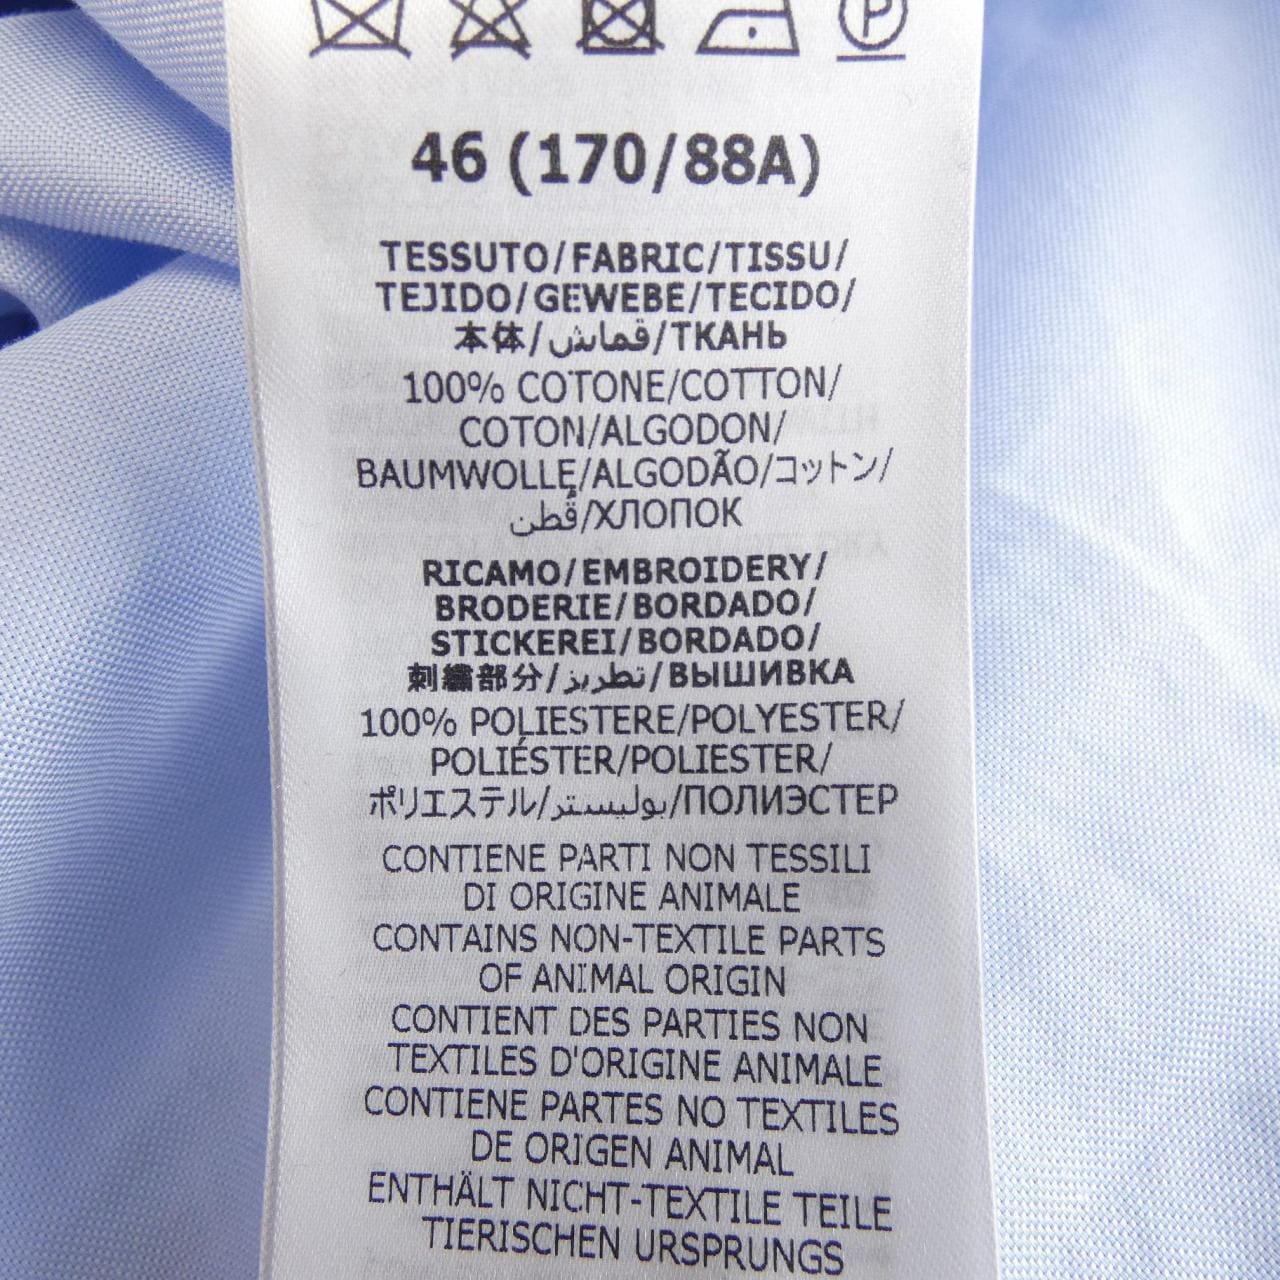 P
46 (170/88A)
TESSUTO/FABRIC/TISSU/
TEJIDO/GEWEBE/TECIDO/
本体/قماش/ТКАНЬ
100% COTONE/COTTON/
COTON/ALGODON/
BAUMWOLLE/ALGODÃO/コットン/
قُطن/ХЛОПОК
RICAMO/EMBROIDERY/
BRODERIE/BORDADO/
STICKEREI/BORDADO/
刺繍部分/تطريز/ВЫШИВКА
100% POLIESTERE/POLYESTER/
POLIÉSTER/POLIESTER/
ポリエステル/بوليستر/ПОЛИЭСТЕР
CONTIENE PARTI NON TESSILI
DI ORIGINE ANIMALE
CONTAINS NON-TEXTILE PARTS
OF ANIMAL ORIGIN
CONTIENT DES PARTIES NON
TEXTILES D'ORIGINE ANIMALE
CONTIENE PARTES NO TEXTILES
DE ORIGEN ANIMAL
ENTHÄLT NICHT-TEXTILE TEILE
TIERISCHEN URSPRUNGS